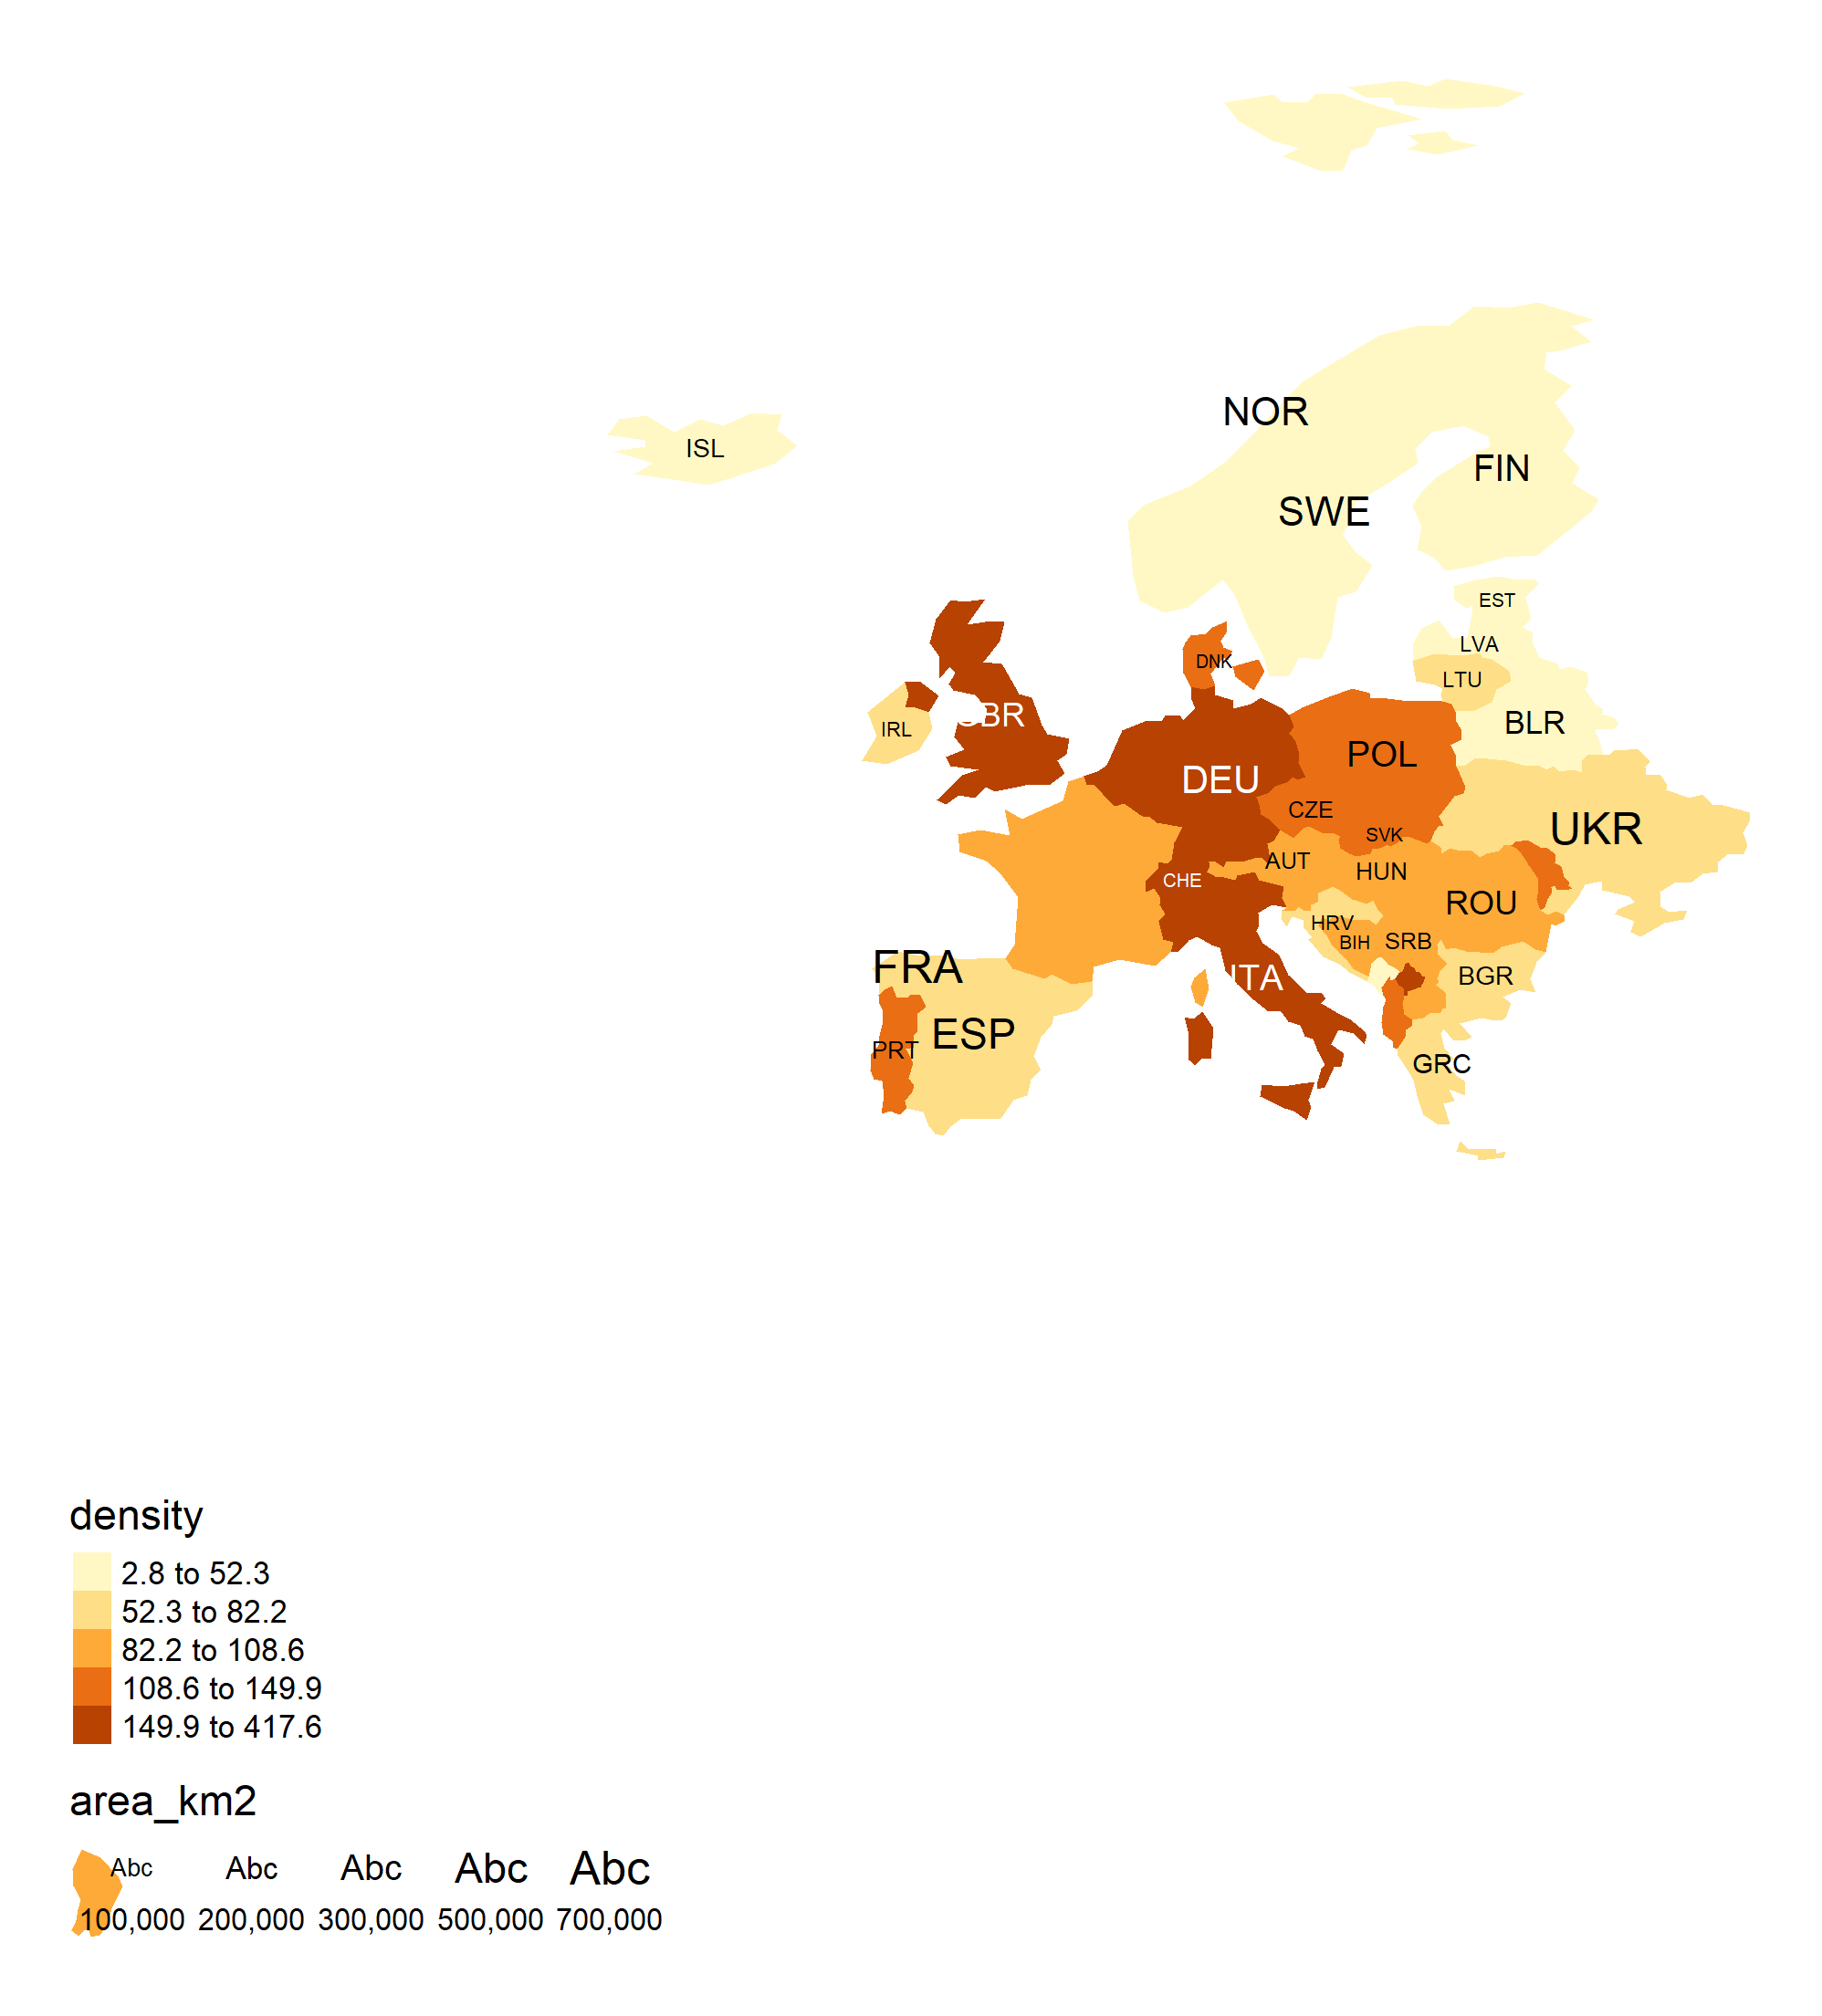 NOR
ISL
FIN
SWE
EST
LVA
DNK
LTU
GBR
BLR
IRL
POL
DEU
CZE
UKR
SVK
AUT
HUN
CHE
ROU
HRV
BIH
SRB
FRA
ITA
BGR
ESP
PRT
GRC
density
2.8 to 52.3
52.3 to 82.2
82.2 to 108.6
108.6 to 149.9
149.9 to 417.6
area_km2
Abc Abc Abc Abc Abc
100,000 200,000 300,000 500,000 700,000